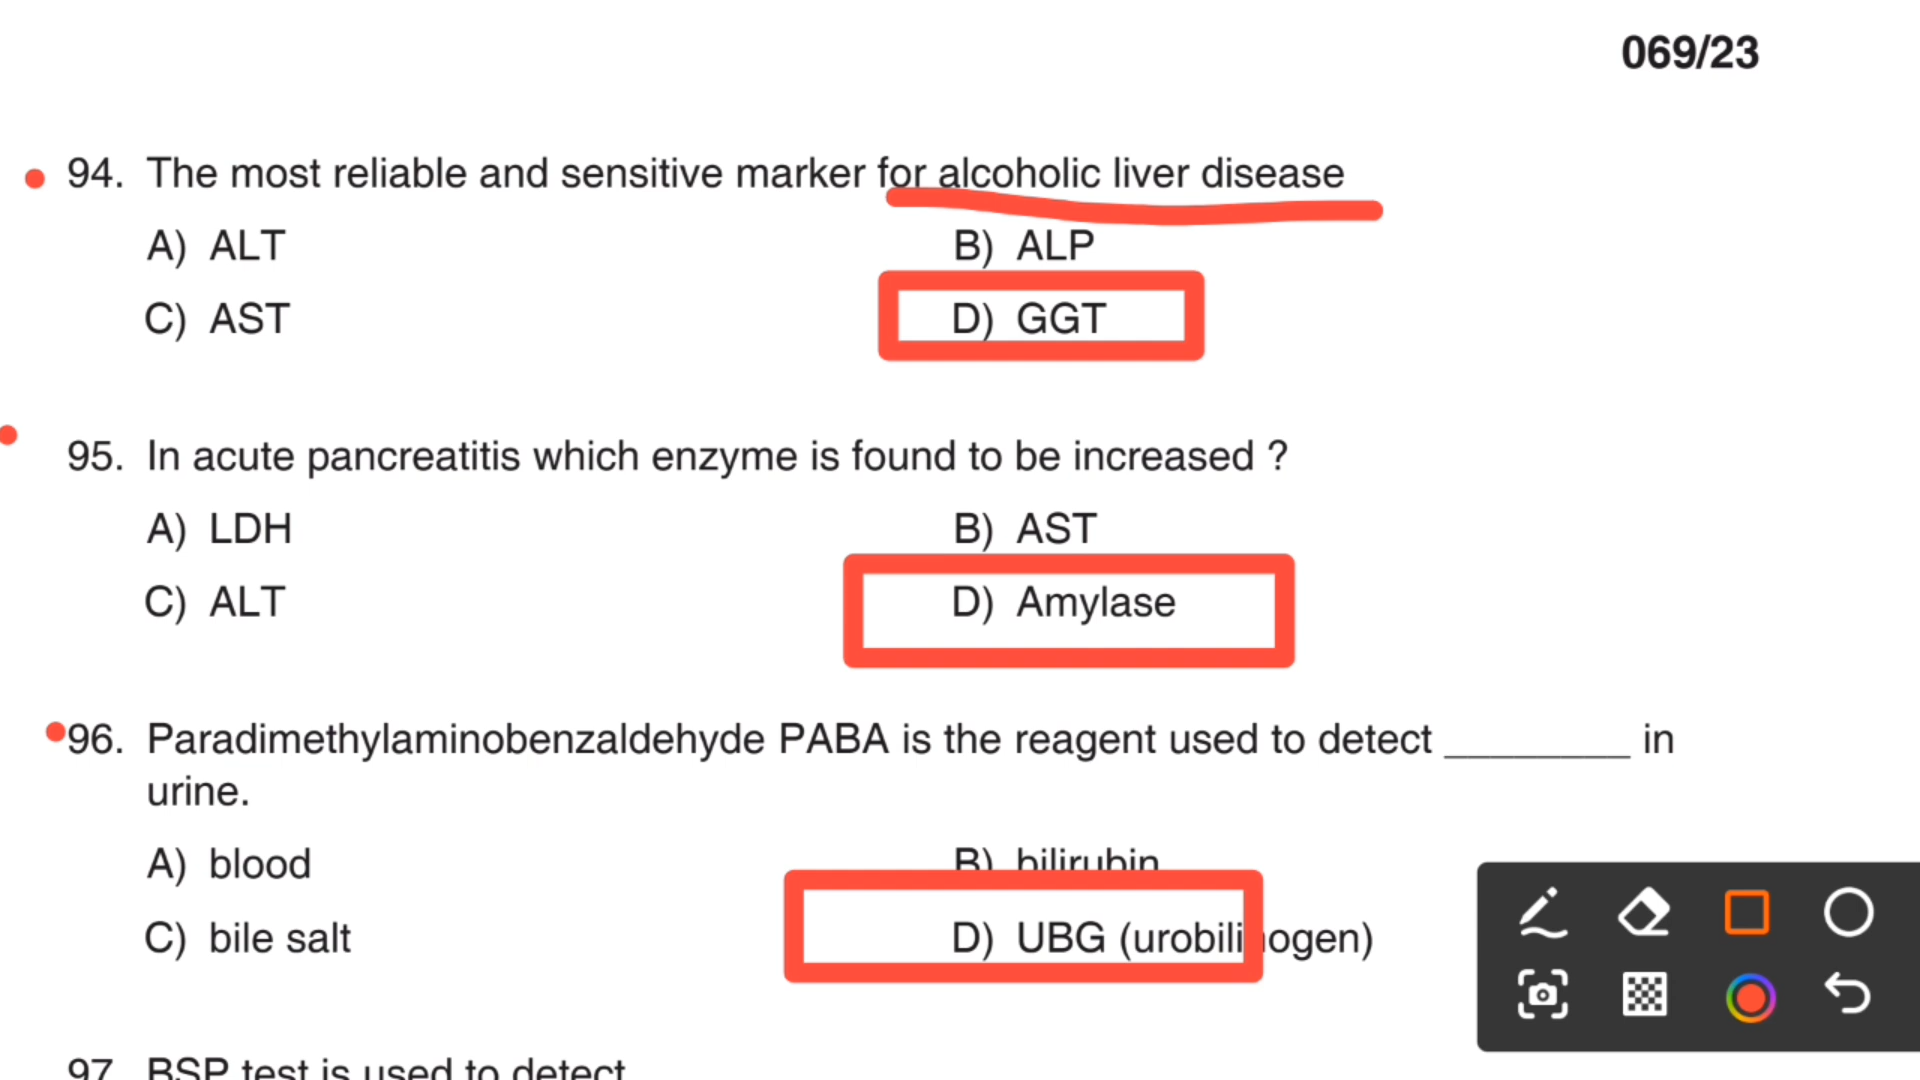 069/23
94. The most reliable and sensitive marker for alcoholic liver disease
A) ALT B) ALP
C) AST D) GGT
95. In acute pancreatitis which enzyme is found to be increased ?
A) LDH B) AST
C) ALT D) Amylase
96. Paradimethylaminobenzaldehyde PABA is the reagent used to detect ________ in
urine.
A) blood B) bilirubin
C) bile salt D) UBG (urobilinogen)
97. BSP test is used to detect